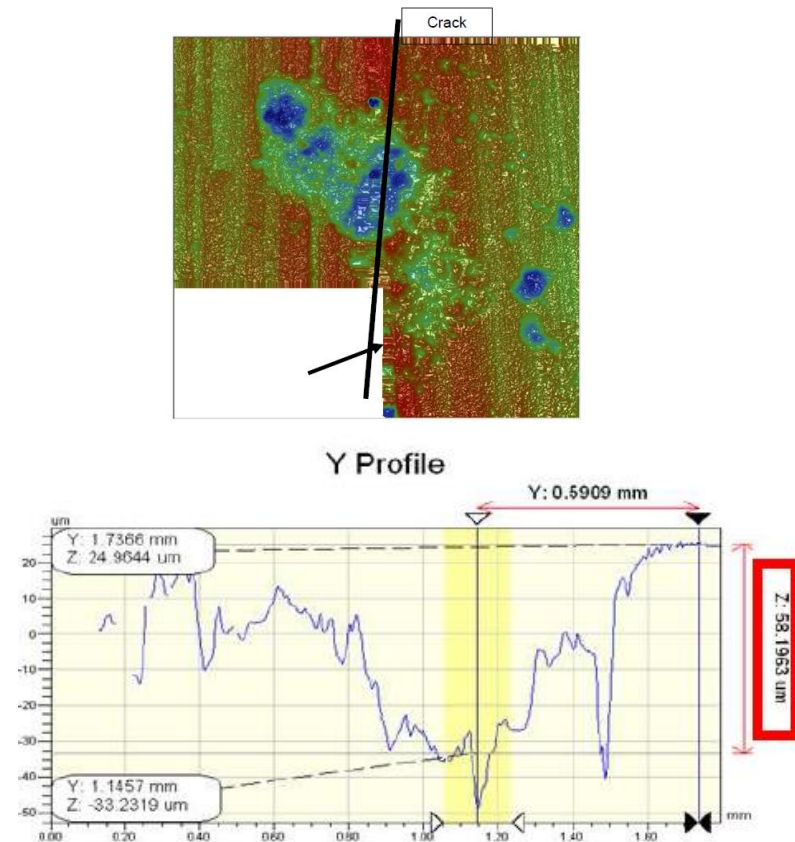 Crack
Y Profile
Y: 0.5909 mm
um
Y: 1.7366 mm
Z: 24.9644 um
20
10
0
-10
-20
-30
-40
-50
Y: 1.1457 mm
Z: -33.2319 um
Z: 58.1963 um
mm
0.00 0.20 0.40 0.60 0.80 1.00 1.20 1.40 1.60